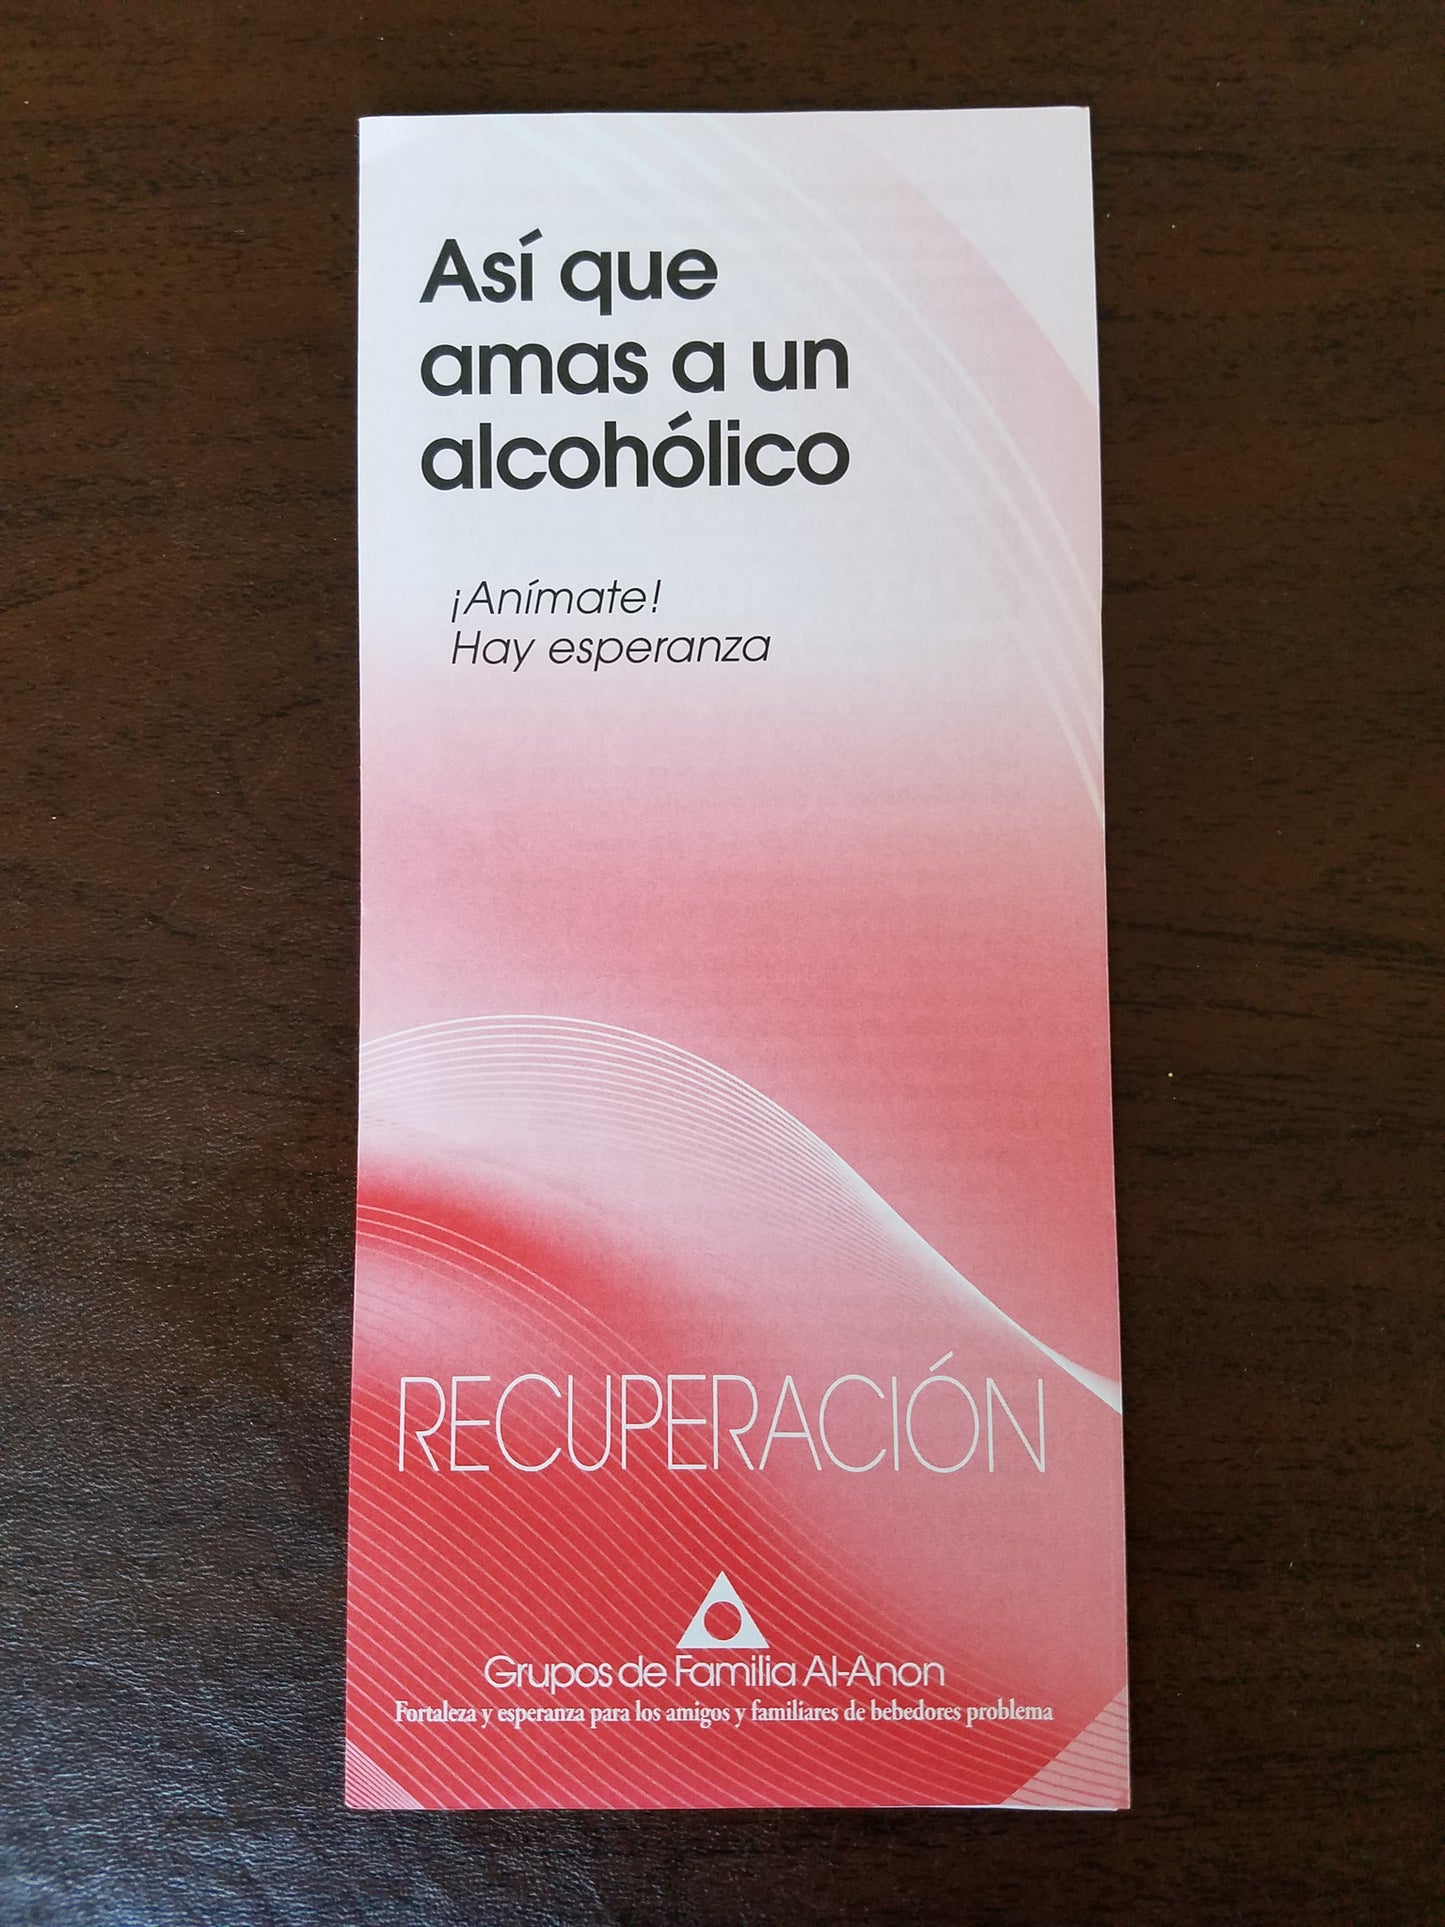 Así que
amas a un
alcohólico
¡Anímate!
Hay esperanza
RECUPERACIÓN
Grupos de Familia Al-Anon
Fortaleza y esperanza para los amigos y familiares de bebedores problema